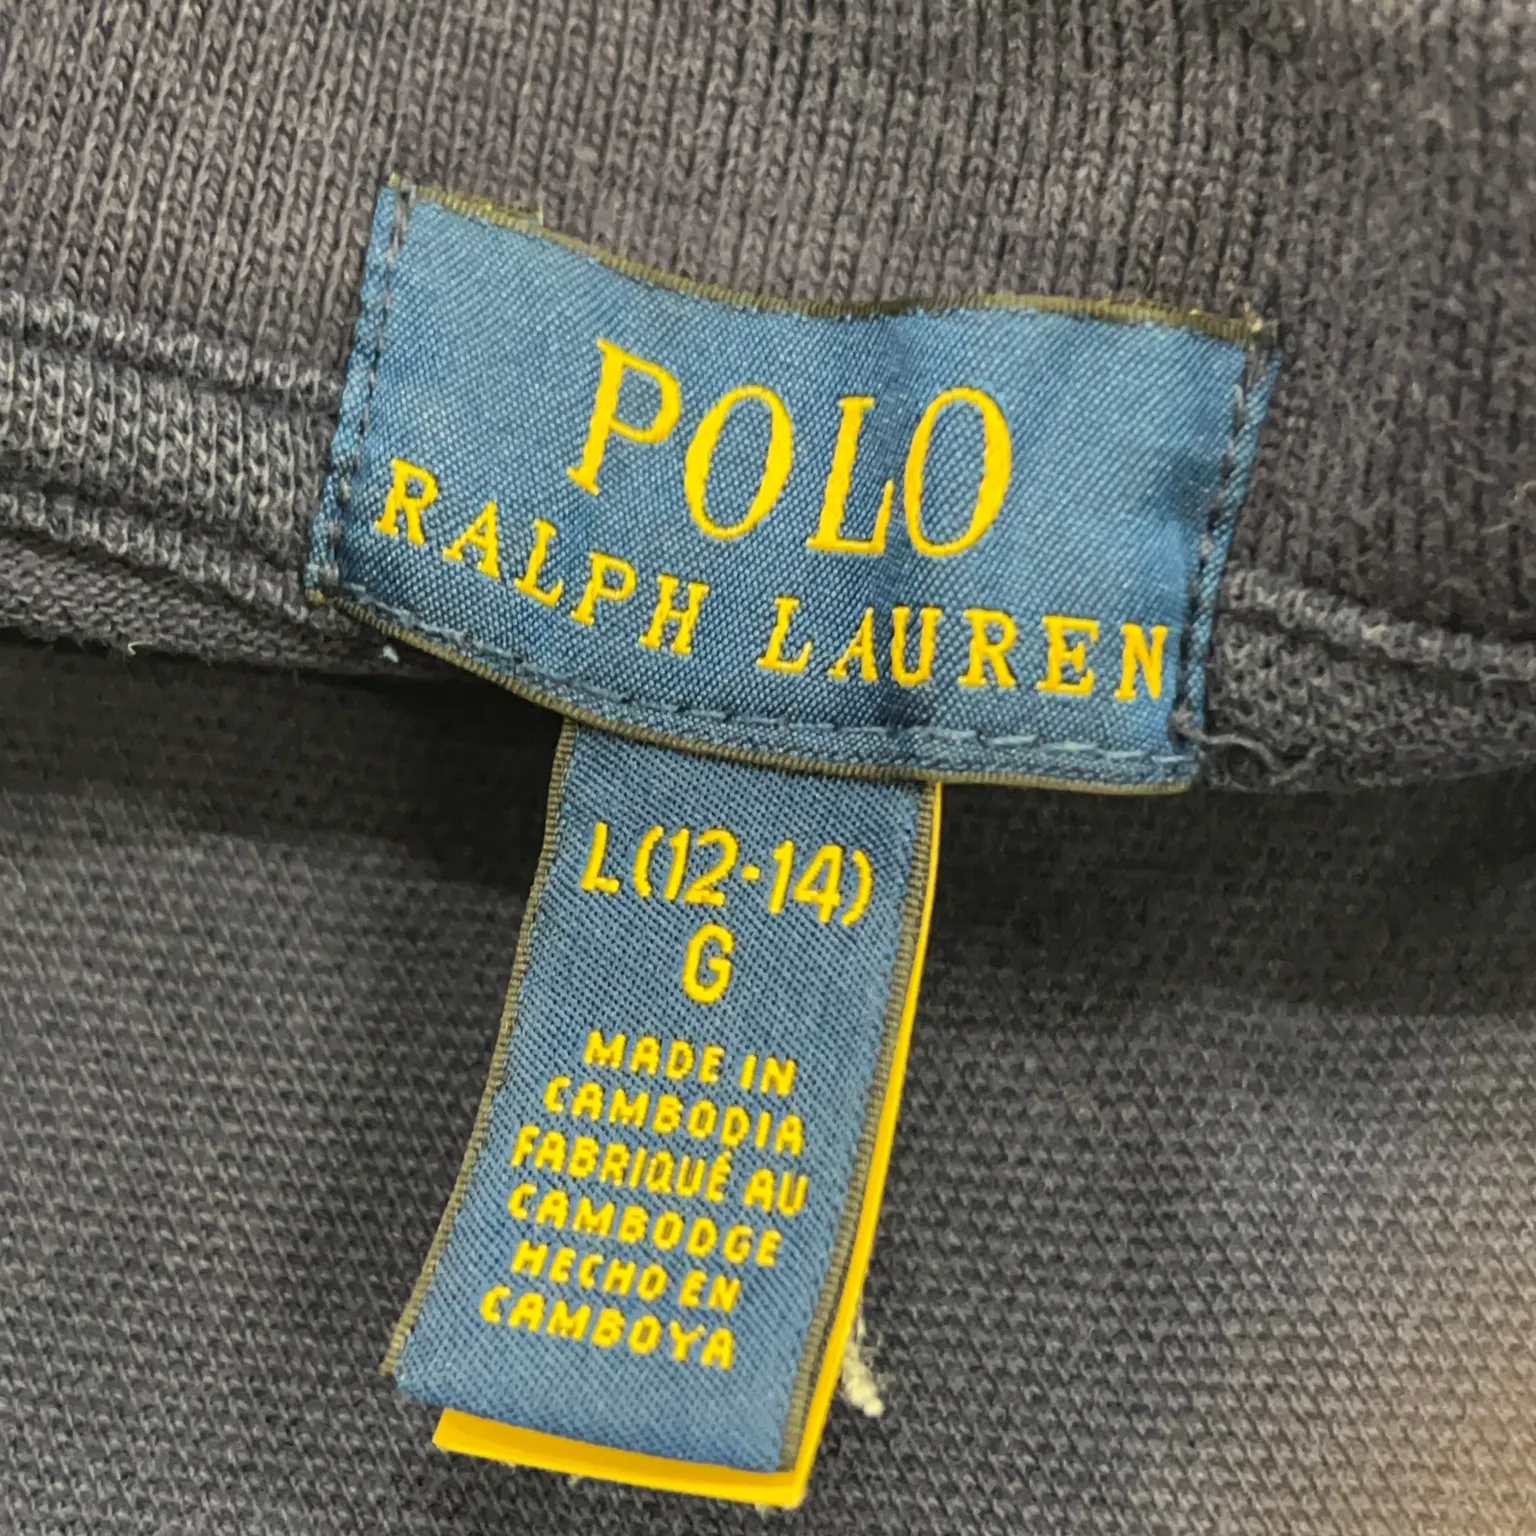 POLO
RALPH LAUREN
L(12-14)
G
MADE IN
CAMBODIA
FABRIQUÉ AU
CAMBODGE
HECHO EN
CAMBOYA